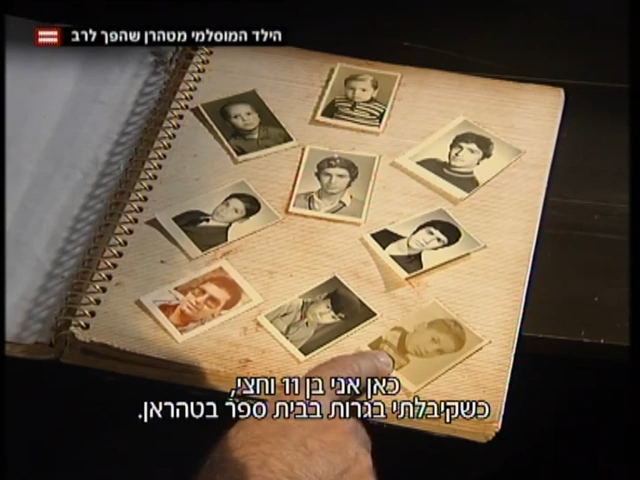 הילד המוסלמי מטהרן שהפך לרב
כאן אני בן 11 וחצי,
כשקיבלתי בגרות בבית ספר בטהראן.